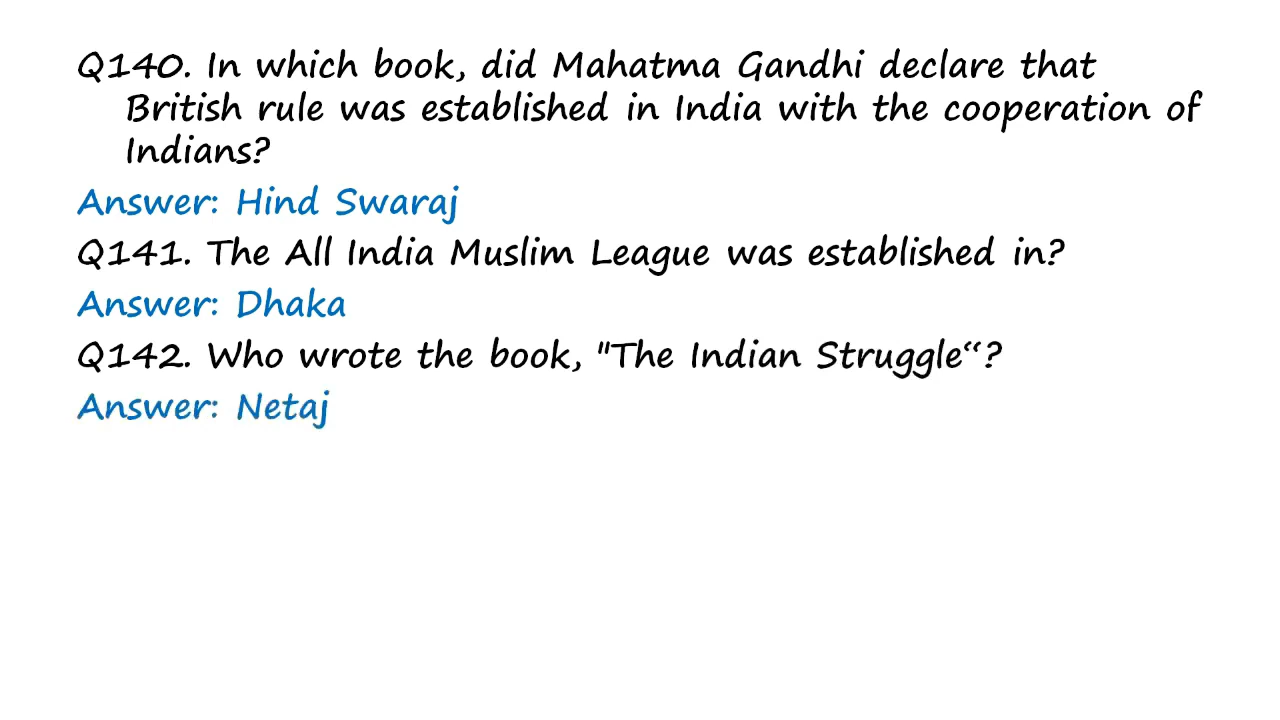 Q140. In which book, did Mahatma Gandhi declare that
British rule was established in India with the cooperation of
Indians?
Answer: Hind Swaraj
Q141. The All India Muslim League was established in?
Answer: Dhaka
Q142. Who wrote the book, "The Indian Struggle“?
Answer: Netaj